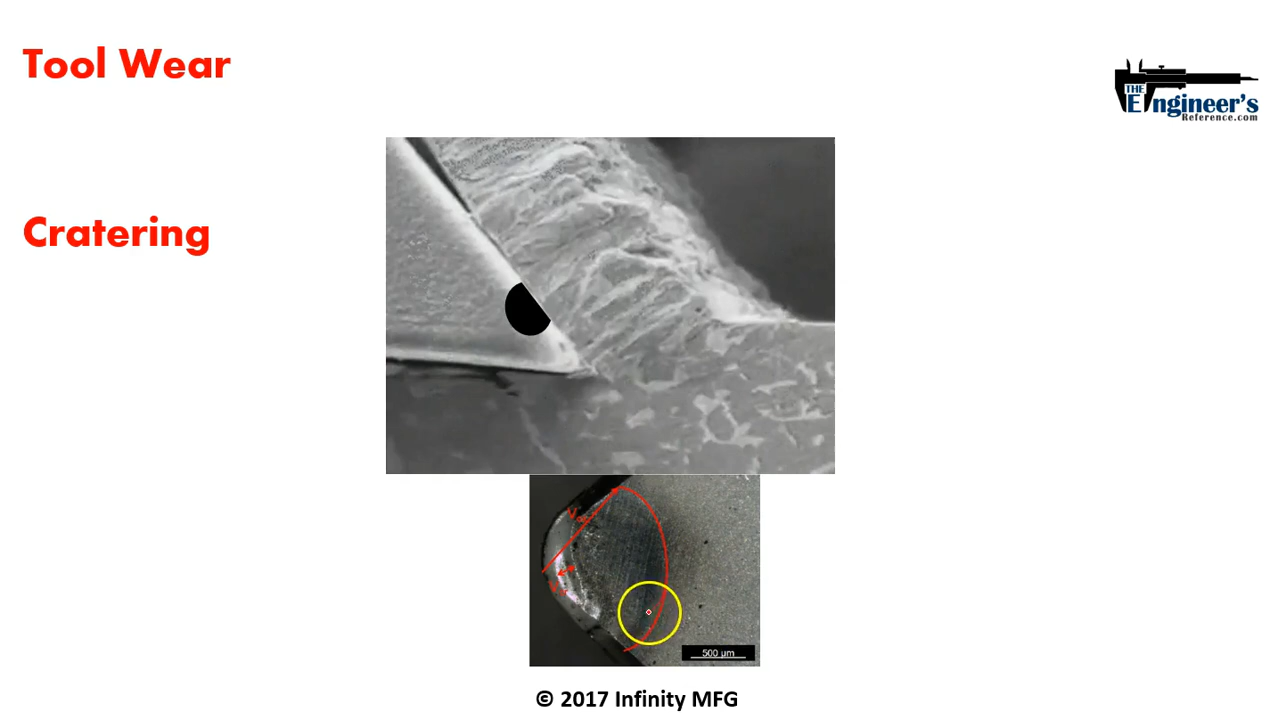 Tool Wear
THE
Engineer's
Reference.com
Cratering
500 µm
© 2017 Infinity MFG